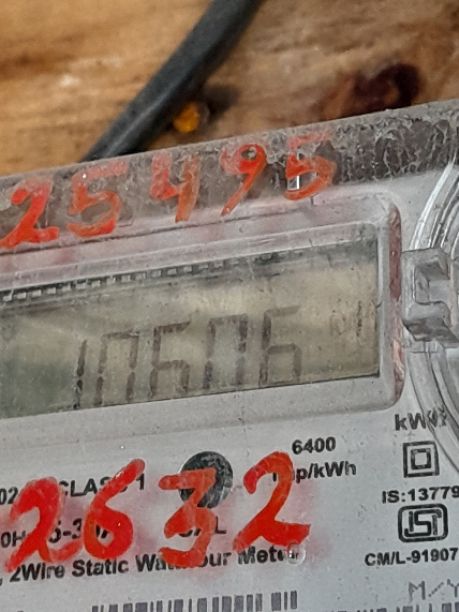 25495
10606
kWh
6400
imp/kWh
CLASS 1
IS:13779
2632
CM/L-91907
, 2Wire Static Watt Hour Meter
M/Y